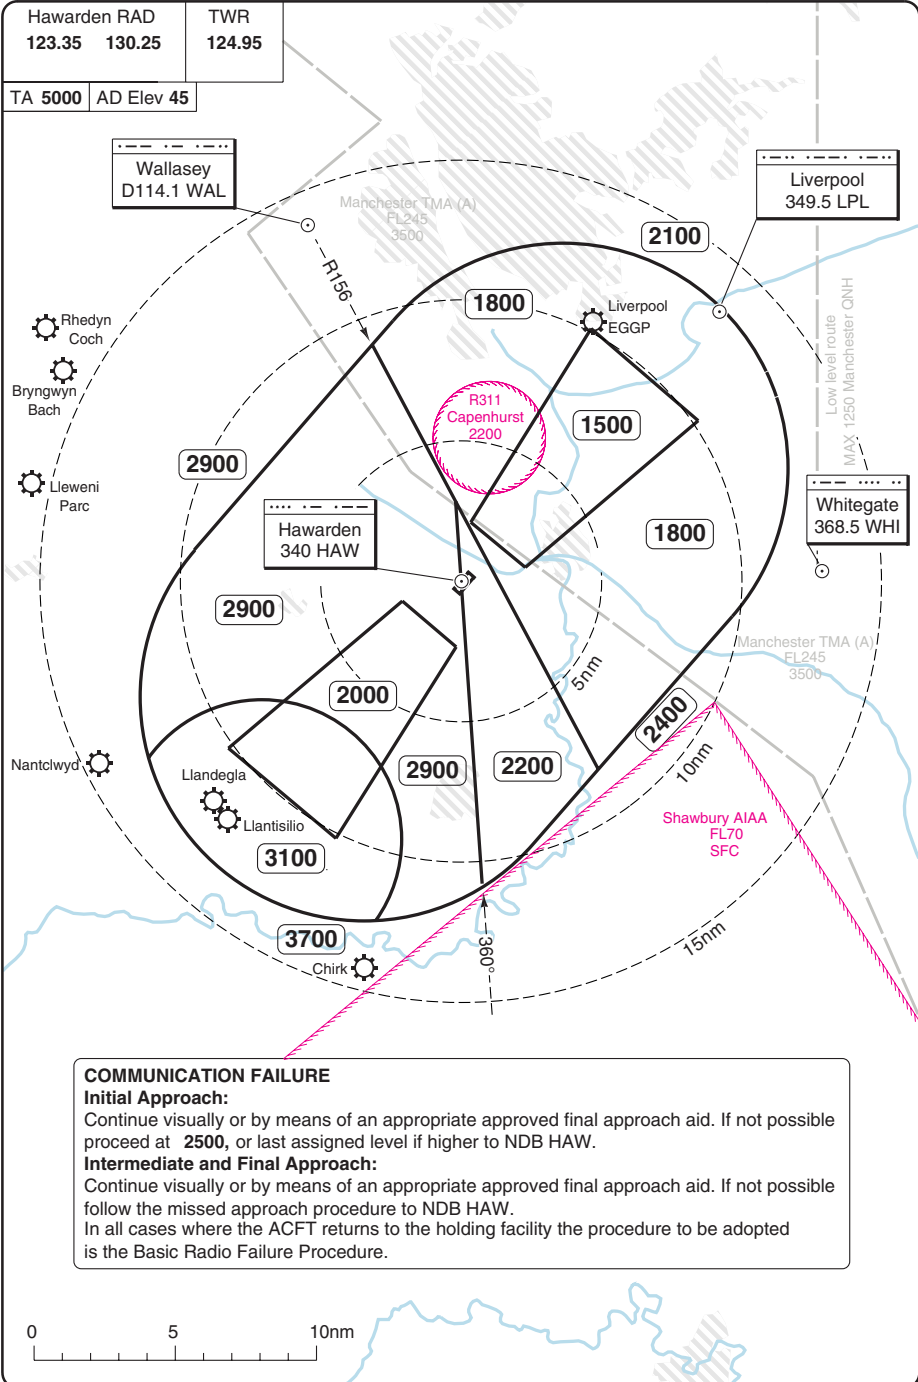 Hawarden RAD
123.35 130.25
TWR
124.95
TA 5000
AD Elev 45
Wallasey
D114.1 WAL
Liverpool
349.5 LPL
Manchester TMA (A)
FL245
3500
2100
R156
1800
Liverpool
EGGP
Rhedyn
Coch
Bryngwyn
Bach
Low level route
MAX 1250 Manchester QNH
R311
Capenhurst
2200
1500
2900
Lleweni
Parc
Hawarden
340 HAW
Whitegate
368.5 WHI
1800
2900
Manchester TMA (A)
FL245
3500
5nm
2000
2400
Nantclwyd
Llandegla
2900
2200
10nm
Llantisilio
Shawbury AIAA
FL70
SFC
3100
3700
360°
15nm
Chirk
COMMUNICATION FAILURE
Initial Approach:
Continue visually or by means of an appropriate approved final approach aid. If not possible
proceed at 2500, or last assigned level if higher to NDB HAW.
Intermediate and Final Approach:
Continue visually or by means of an appropriate approved final approach aid. If not possible
follow the missed approach procedure to NDB HAW.
In all cases where the ACFT returns to the holding facility the procedure to be adopted
is the Basic Radio Failure Procedure.
0 5 10nm